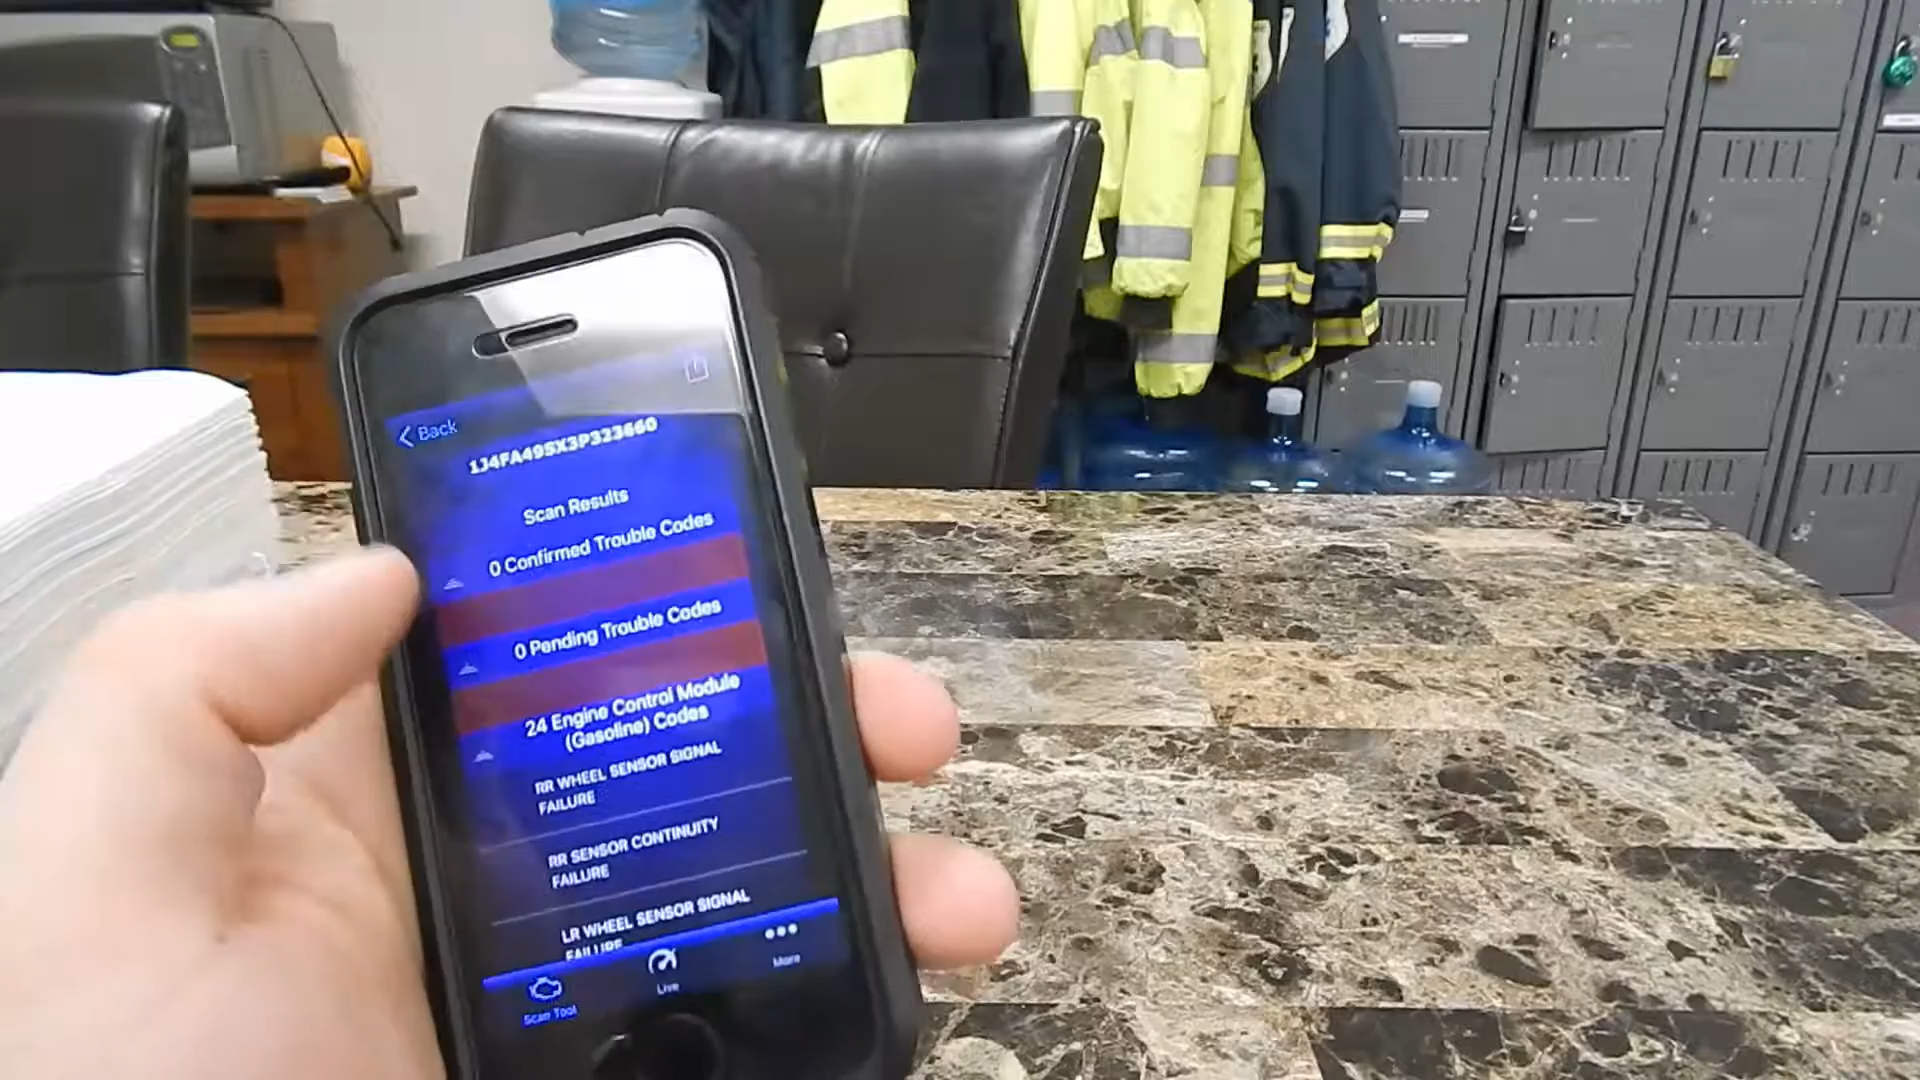 Back
1J4FA49SX3P323660
Scan Results
0 Confirmed Trouble Codes
0 Pending Trouble Codes
24 Engine Control Module
(Gasoline) Codes
RR WHEEL SENSOR SIGNAL
FAILURE
RR SENSOR CONTINUITY
FAILURE
LR WHEEL SENSOR SIGNAL
FAILURE
Scan Tool
Live
More